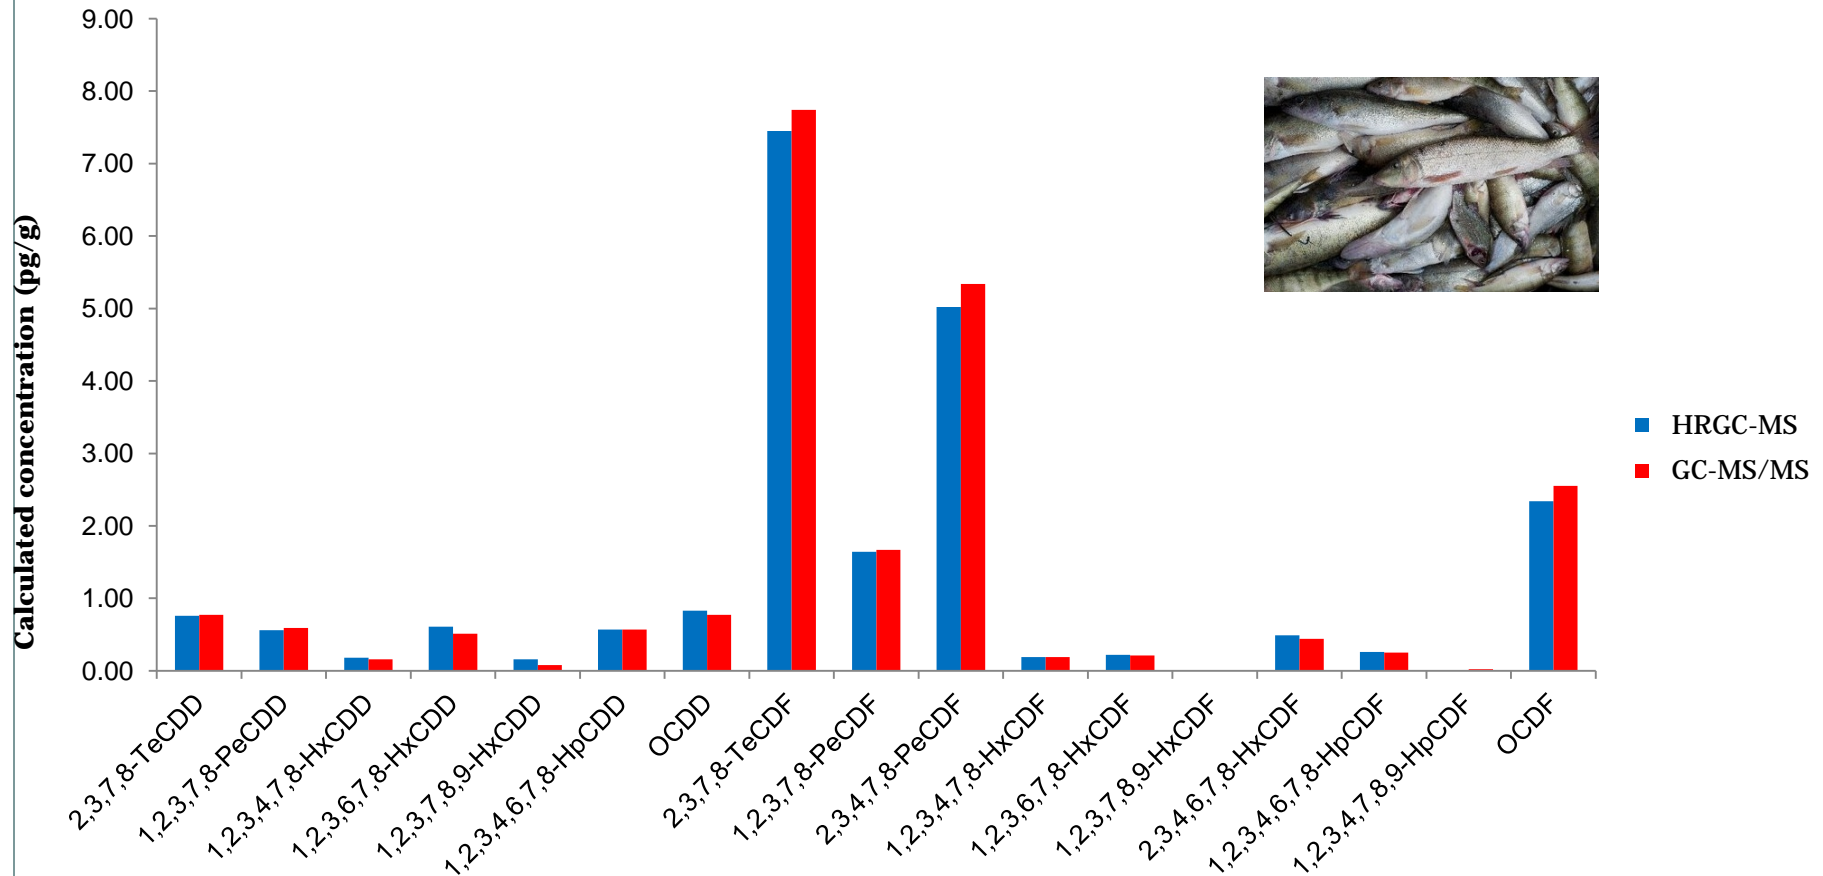 9.00
8.00
7.00
6.00
5.00
4.00
3.00
2.00
1.00
0.00
Calculated concentration (pg/g)
2,3,7,8-TeCDD
1,2,3,7,8-PeCDD
1,2,3,4,7,8-HxCDD
1,2,3,6,7,8-HxCDD
1,2,3,7,8,9-HxCDD
1,2,3,4,6,7,8-HpCDD
OCDD
2,3,7,8-TeCDF
1,2,3,7,8-PeCDF
2,3,4,7,8-PeCDF
1,2,3,4,7,8-HxCDF
1,2,3,6,7,8-HxCDF
1,2,3,7,8,9-HxCDF
2,3,4,6,7,8-HxCDF
1,2,3,4,6,7,8-HpCDF
1,2,3,4,7,8,9-HpCDF
OCDF
HRGC-MS
GC-MS/MS